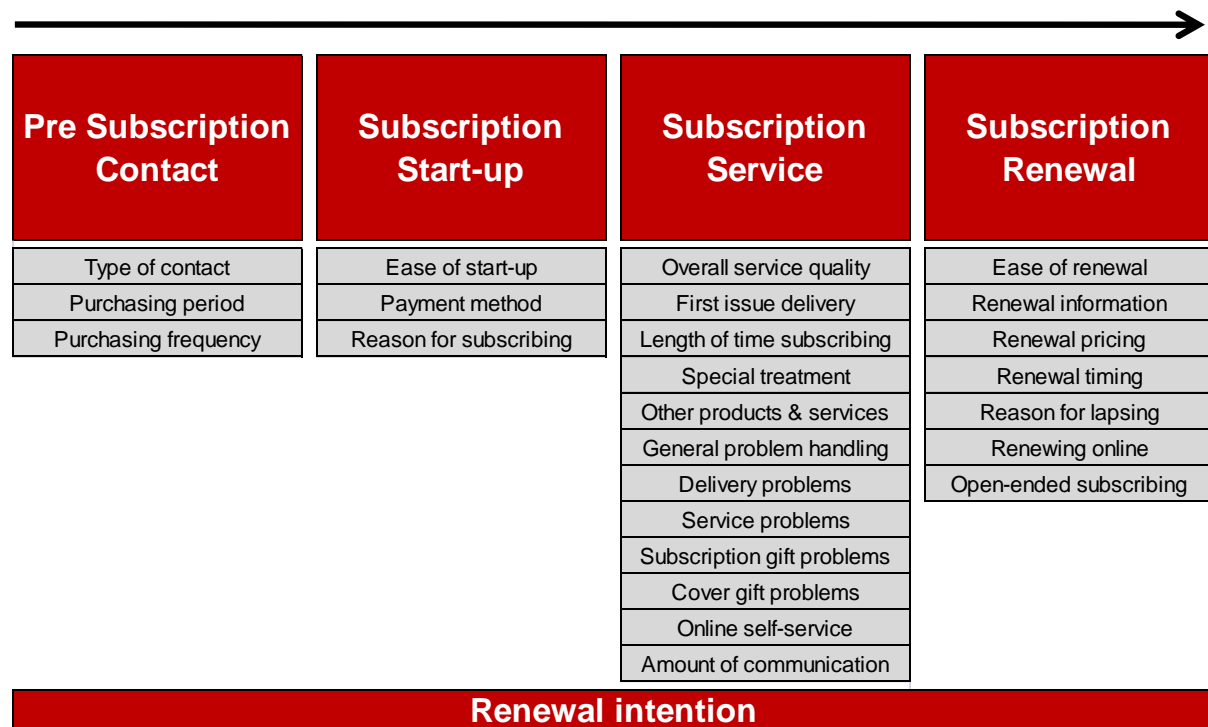 Pre Subscription
Contact
Type of contact
Purchasing period
Purchasing frequency
Subscription
Start-up
Ease of start-up
Payment method
Reason for subscribing
Subscription
Service
Overall service quality
First issue delivery
Length of time subscribing
Special treatment
Other products & services
General problem handling
Delivery problems
Service problems
Subscription gift problems
Cover gift problems
Online self-service
Amount of communication
Subscription
Renewal
Ease of renewal
Renewal information
Renewal pricing
Renewal timing
Reason for lapsing
Renewing online
Open-ended subscribing
Renewal intention